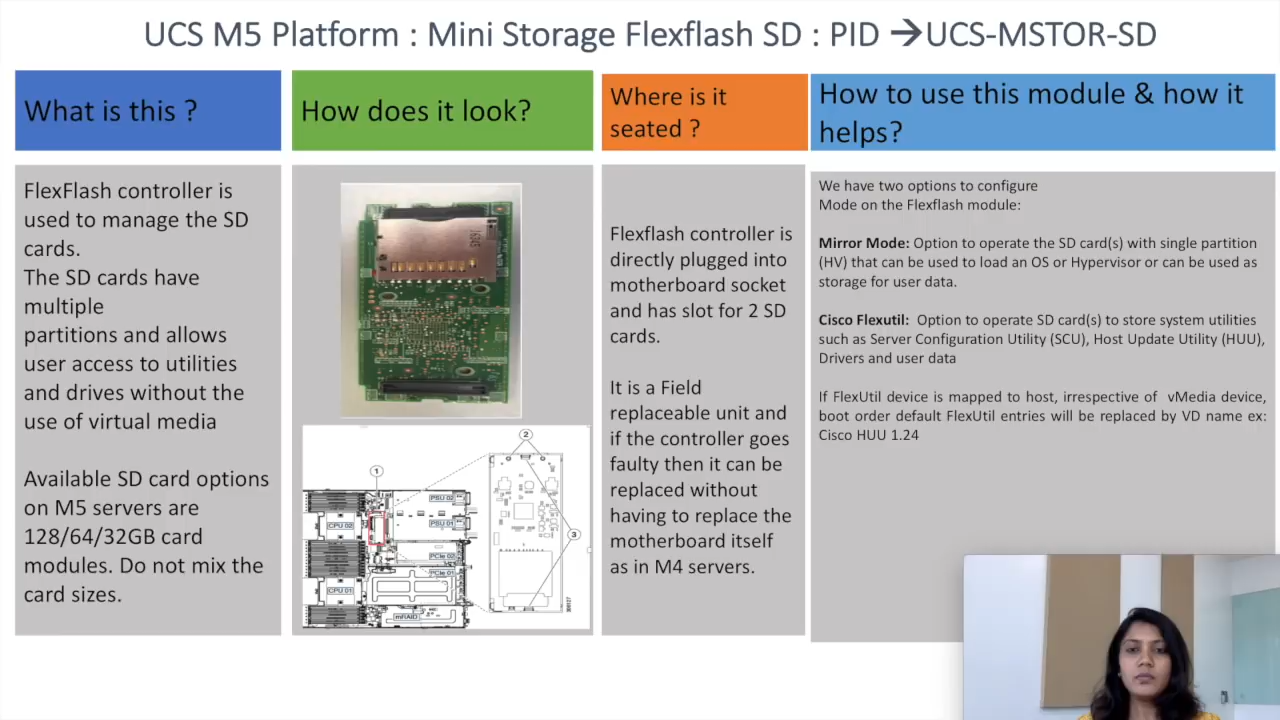 UCS M5 Platform : Mini Storage Flexflash SD : PID ➔UCS-MSTOR-SD
What is this ?
FlexFlash controller is
used to manage the SD
cards.
The SD cards have
multiple
partitions and allows
user access to utilities
and drives without the
use of virtual media
Available SD card options
on M5 servers are
128/64/32GB card
modules. Do not mix the
card sizes.
How does it look?
1
2
3
PSU 02
PSU 01
CPU 02
PCIe 02
PCIe 01
CPU 01
mRAID
Where is it
seated ?
Flexflash controller is
directly plugged into
motherboard socket
and has slot for 2 SD
cards.
It is a Field
replaceable unit and
if the controller goes
faulty then it can be
replaced without
having to replace the
motherboard itself
as in M4 servers.
How to use this module & how it
helps?
We have two options to configure
Mode on the Flexflash module:
Mirror Mode: Option to operate the SD card(s) with single partition
(HV) that can be used to load an OS or Hypervisor or can be used as
storage for user data.
Cisco Flexutil: Option to operate SD card(s) to store system utilities
such as Server Configuration Utility (SCU), Host Update Utility (HUU),
Drivers and user data
If FlexUtil device is mapped to host, irrespective of vMedia device,
boot order default FlexUtil entries will be replaced by VD name ex:
Cisco HUU 1.24